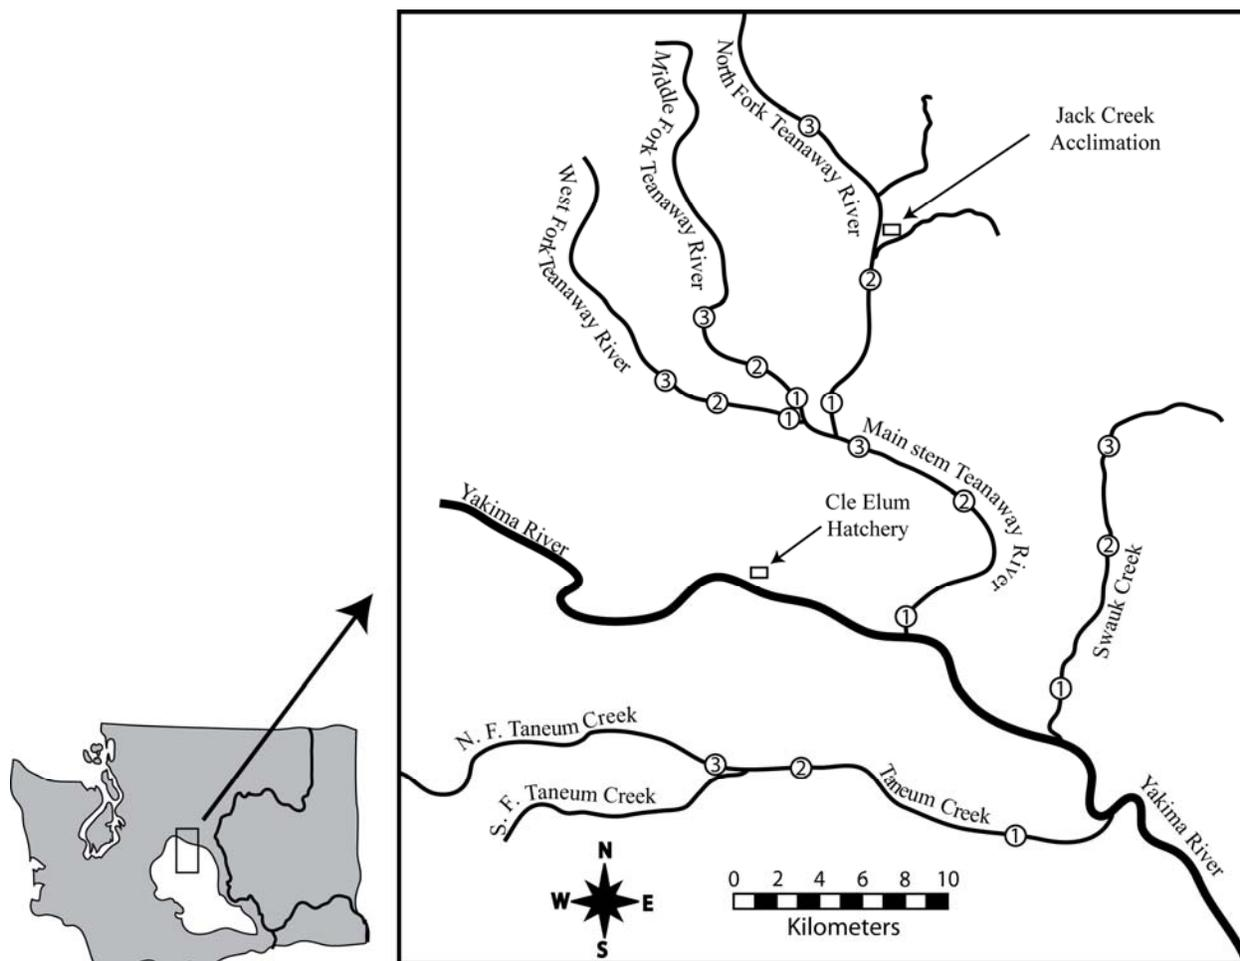 Jack Creek
Acclimation
North Fork Teanaway River
Middle Fork Teanaway River
West Fork Teanaway River
3
2
3
3
2
2
1
1
1
3
Main stem Teanaway River
2
1
3
2
1
Swauk Creek
Yakima River
Cle Elum
Hatchery
N. F. Taneum Creek
S. F. Taneum Creek
3
2
Taneum Creek
1
Yakima River
N
W E
S
0 2 4 6 8 10
Kilometers